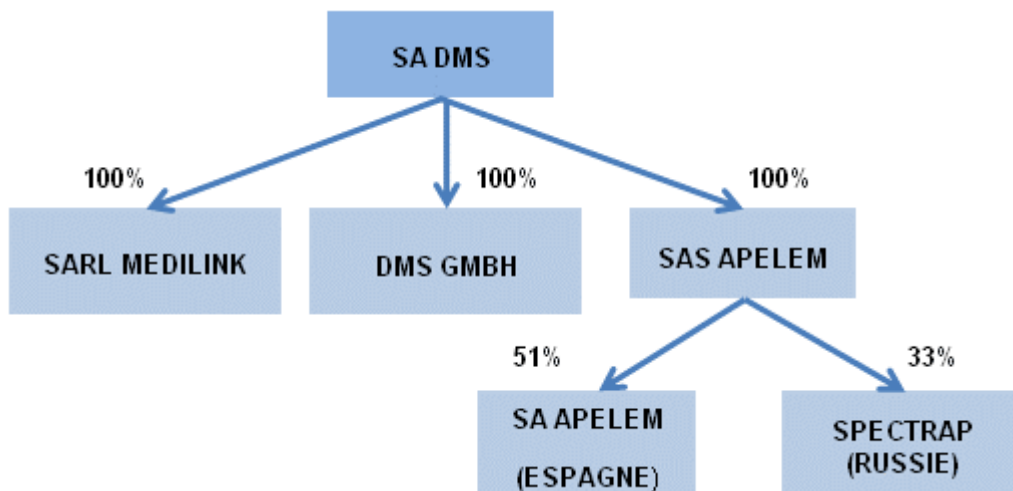 SA DMS
100%
100%
100%
SARL MEDILINK
DMS GMBH
SAS APELEM
51%
33%
SA APELEM
(ESPAGNE)
SPECTRAP
(RUSSIE)